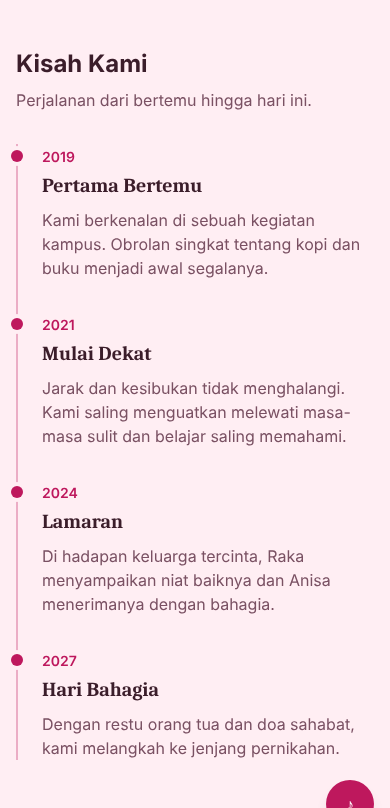 Kisah Kami
Perjalanan dari bertemu hingga hari ini.
2019
Pertama Bertemu
Kami berkenalan di sebuah kegiatan
kampus. Obrolan singkat tentang kopi dan
buku menjadi awal segalanya.
2021
Mulai Dekat
Jarak dan kesibukan tidak menghalangi.
Kami saling menguatkan melewati masa-
masa sulit dan belajar saling memahami.
2024
Lamaran
Di hadapan keluarga tercinta, Raka
menyampaikan niat baiknya dan Anisa
menerimanya dengan bahagia.
2027
Hari Bahagia
Dengan restu orang tua dan doa sahabat,
kami melangkah ke jenjang pernikahan.
♪